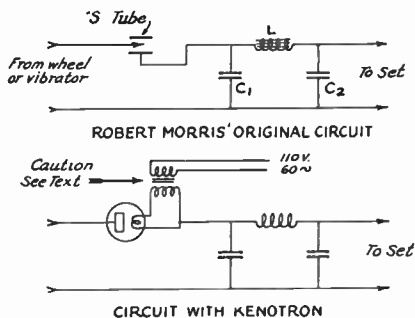 'S Tube
From wheel
or vibrator
L
C1
C2
To Set
ROBERT MORRIS' ORIGINAL CIRCUIT
Caution
See Text
110 V.
60~
To Set
CIRCUIT WITH KENOTRON